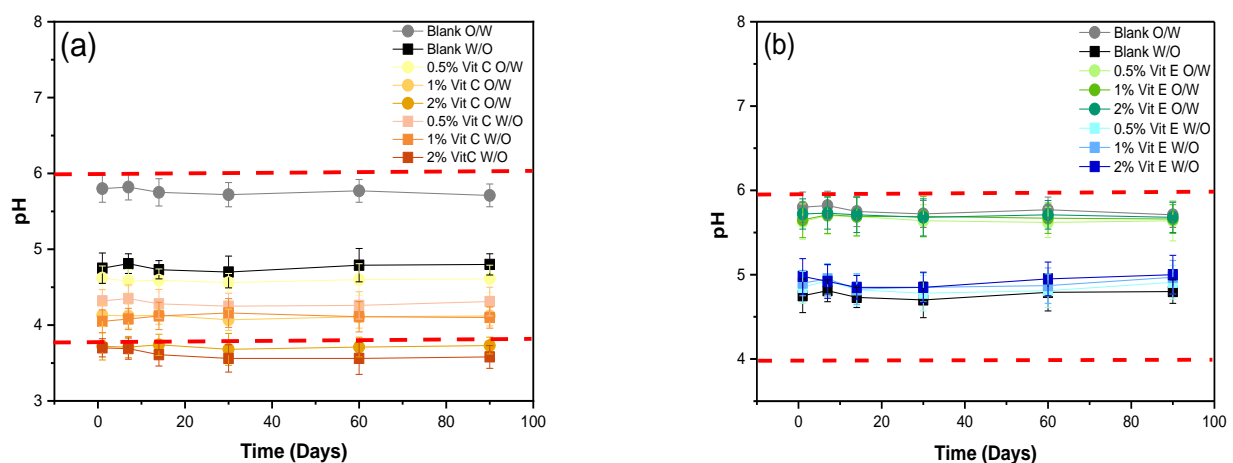 (a)
Blank O/W
Blank W/O
0.5% Vit C O/W
1% Vit C O/W
2% Vit C O/W
0.5% Vit C W/O
1% Vit C W/O
2% VitC W/O
8
7
6
5
4
3
pH
0
20
40
60
80
100
Time (Days)
(b)
Blank O/W
Blank W/O
0.5% Vit E O/W
1% Vit E O/W
2% Vit E O/W
0.5% Vit E W/O
1% Vit E W/O
2% Vit E W/O
8
7
6
5
4
pH
0
20
40
60
80
100
Time (Days)